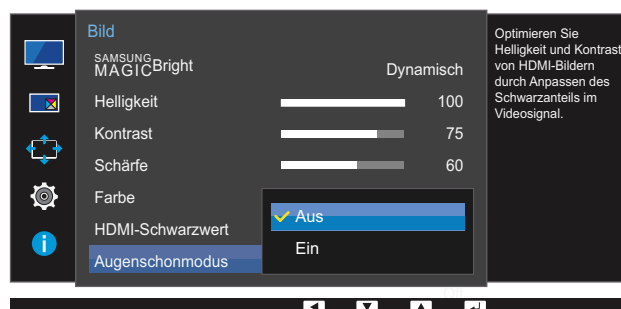 Bild
SAMSUNG MAGICBright Dynamisch
Helligkeit 100
Kontrast 75
Schärfe 60
Farbe
HDMI-Schwarzwert
Augenschonmodus
Aus
Ein
Optimieren Sie
Helligkeit und Kontrast
von HDMI-Bildern
durch Anpassen des
Schwarzanteils im
Videosignal.